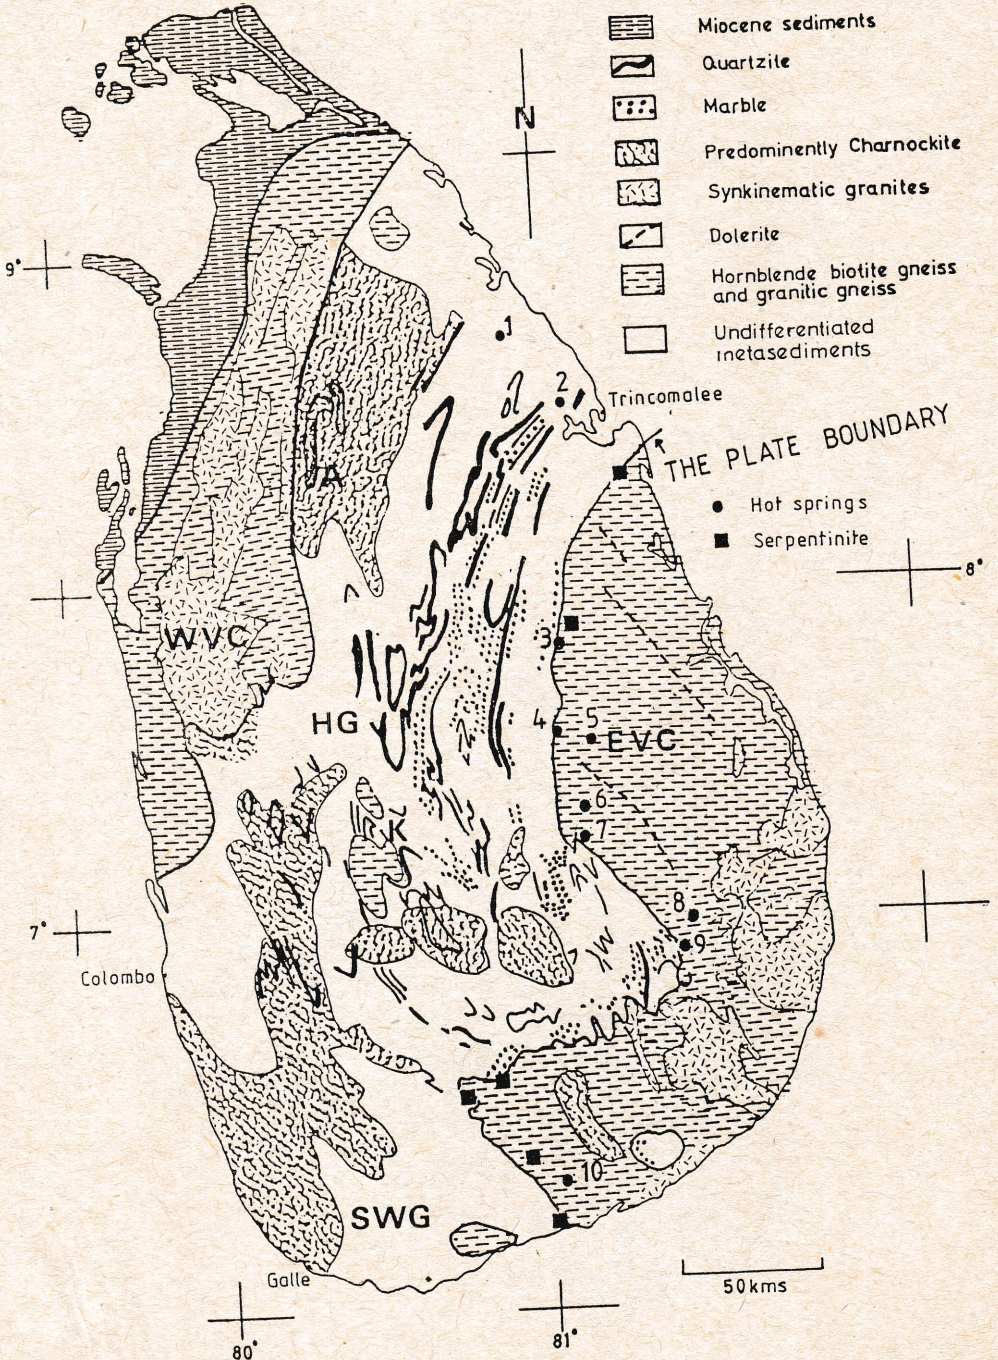 Miocene sediments
Quartzite
Marble
Predominently Charnockite
Synkinematic granites
Dolerite
Hornblende biotite gneiss
and granitic gneiss
Undifferentiated
metasediments
N
9°
1
2
Trincomalee
THE PLATE BOUNDARY
A
Hot springs
Serpentinite
8°
WVC
3
HG
4
5
EVC
6
K
7
8
7°
9
Colombo
10
SWG
Galle
50kms
80°
81°